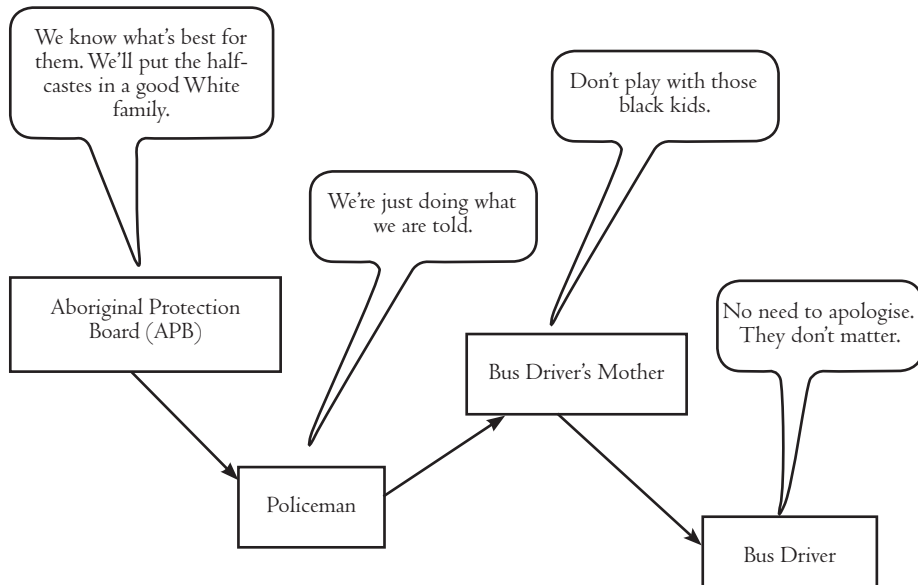 We know what's best for
them. We'll put the half-
castes in a good White
family.
Don't play with those
black kids.
We're just doing what
we are told.
No need to apologise.
They don't matter.
Aboriginal Protection
Board (APB)
Bus Driver's Mother
Policeman
Bus Driver